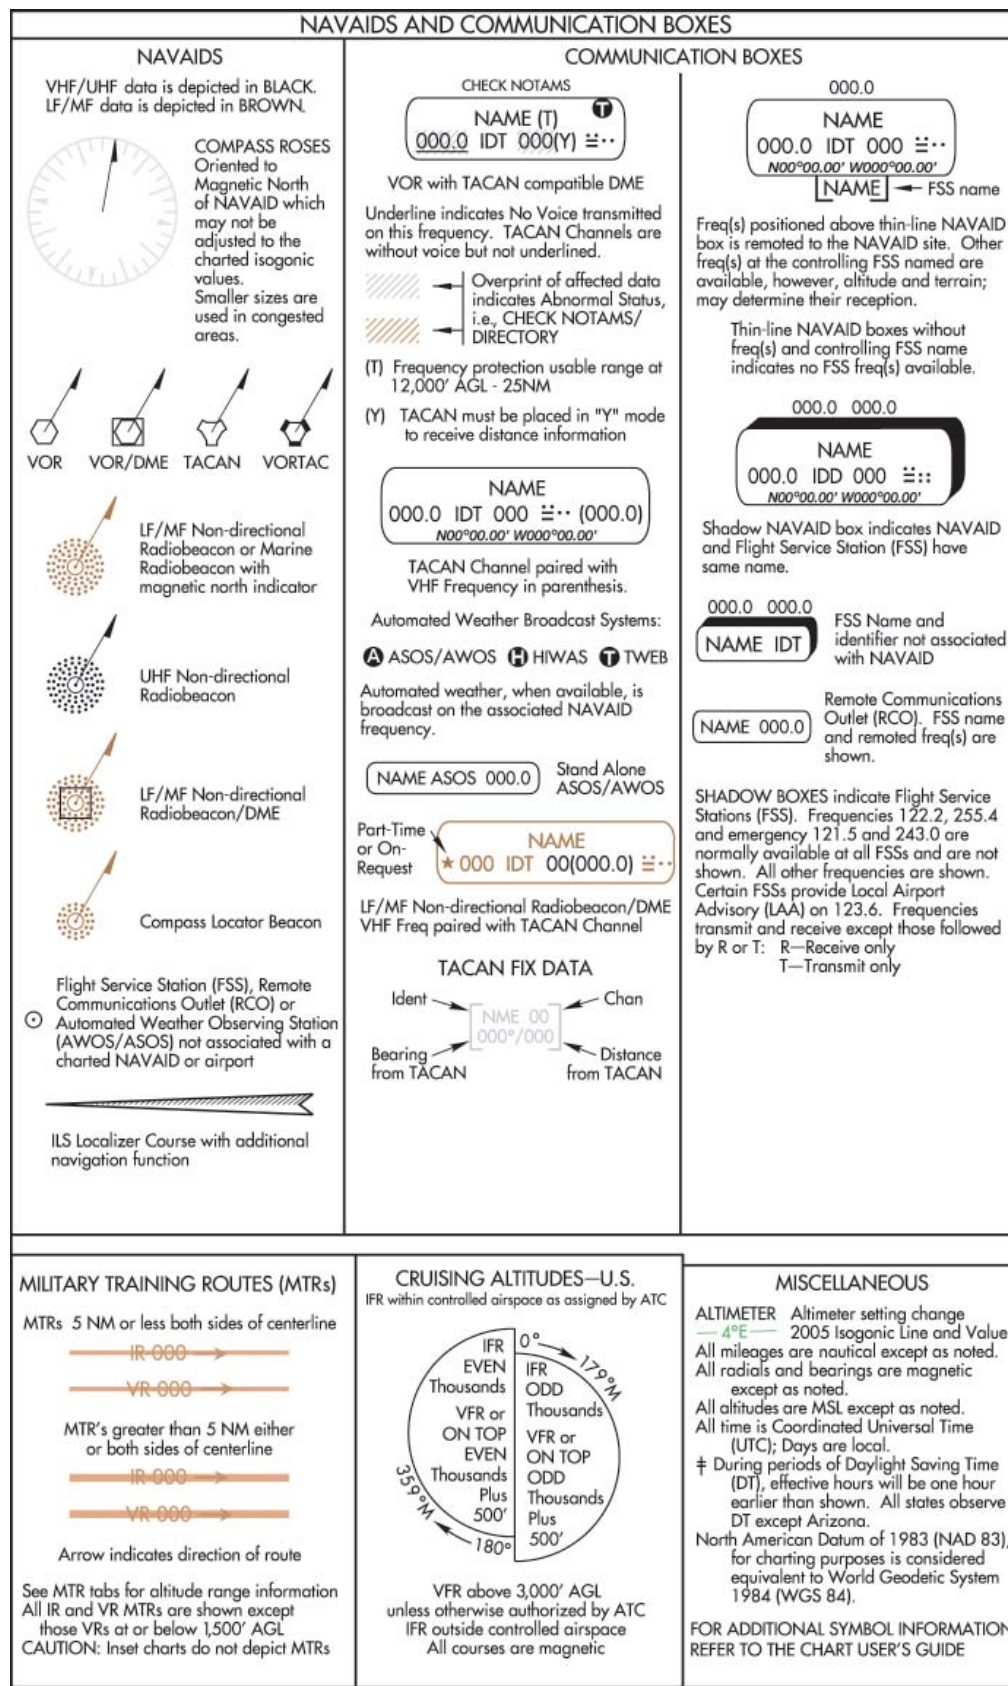 NAVAIDS AND COMMUNICATION BOXES
NAVAIDS
VHF/UHF data is depicted in BLACK.
LF/MF data is depicted in BROWN.
COMPASS ROSES
Oriented to
Magnetic North
of NAVAID which
may not be
adjusted to the
charted isogonic
values.
Smaller sizes are
used in congested
areas.
VOR VOR/DME TACAN VORTAC
LF/MF Non-directional
Radiobeacon or Marine
Radiobeacon with
magnetic north indicator
UHF Non-directional
Radiobeacon
LF/MF Non-directional
Radiobeacon/DME
Compass Locator Beacon
Flight Service Station (FSS), Remote
Communications Outlet (RCO) or
Automated Weather Observing Station
(AWOS/ASOS) not associated with a
charted NAVAID or airport
ILS Localizer Course with additional
navigation function
COMMUNICATION BOXES
CHECK NOTAMS
NAME (T) T
000.0 IDT 000(Y)
VOR with TACAN compatible DME
Underline indicates No Voice transmitted
on this frequency. TACAN Channels are
without voice but not underlined.
Overprint of affected data
indicates Abnormal Status,
i.e., CHECK NOTAMS/
DIRECTORY
(T) Frequency protection usable range at
12,000' AGL - 25NM
(Y) TACAN must be placed in "Y" mode
to receive distance information
NAME
000.0 IDT 000 (000.0)
N00°00.00' W000°00.00'
TACAN Channel paired with
VHF Frequency in parenthesis.
Automated Weather Broadcast Systems:
A ASOS/AWOS H HIWAS T TWEB
Automated weather, when available, is
broadcast on the associated NAVAID
frequency.
NAME ASOS 000.0
Stand Alone
ASOS/AWOS
Part-Time
or On-
Request
NAME
★ 000 IDT 00(000.0)
LF/MF Non-directional Radiobeacon/DME
VHF Freq paired with TACAN Channel
TACAN FIX DATA
Ident
Chan
NME 00
000°/000
Bearing
from TACAN
Distance
from TACAN
000.0
NAME
000.0 IDT 000
N00°00.00' W000°00.00'
NAME
FSS name
Freq(s) positioned above thin-line NAVAID
box is remoted to the NAVAID site. Other
freq(s) at the controlling FSS named are
available, however, altitude and terrain;
may determine their reception.
Thin-line NAVAID boxes without
freq(s) and controlling FSS name
indicates no FSS freq(s) available.
000.0 000.0
NAME
000.0 IDD 000
N00°00.00' W000°00.00'
Shadow NAVAID box indicates NAVAID
and Flight Service Station (FSS) have
same name.
000.0 000.0
NAME IDT
FSS Name and
identifier not associated
with NAVAID
NAME 000.0
Remote Communications
Outlet (RCO). FSS name
and remoted freq(s) are
shown.
SHADOW BOXES indicate Flight Service
Stations (FSS). Frequencies 122.2, 255.4
and emergency 121.5 and 243.0 are
normally available at all FSSs and are not
shown. All other frequencies are shown.
Certain FSSs provide Local Airport
Advisory (LAA) on 123.6. Frequencies
transmit and receive except those followed
by R or T: R—Receive only
T—Transmit only
MILITARY TRAINING ROUTES (MTRs)
MTRs 5 NM or less both sides of centerline
IR-000
VR-000
MTR's greater than 5 NM either
or both sides of centerline
IR-000
VR-000
Arrow indicates direction of route
See MTR tabs for altitude range information
All IR and VR MTRs are shown except
those VRs at or below 1,500' AGL
CAUTION: Inset charts do not depict MTRs
CRUISING ALTITUDES—U.S.
IFR within controlled airspace as assigned by ATC
IFR
EVEN
Thousands
VFR or
ON TOP
EVEN
Thousands
Plus
500'
359°M
180°
0°
179°M
IFR
ODD
Thousands
VFR or
ON TOP
ODD
Thousands
Plus
500'
VFR above 3,000' AGL
unless otherwise authorized by ATC
IFR outside controlled airspace
All courses are magnetic
MISCELLANEOUS
ALTIMETER Altimeter setting change
4°E 2005 Isogonic Line and Value
All mileages are nautical except as noted.
All radials and bearings are magnetic
except as noted.
All altitudes are MSL except as noted.
All time is Coordinated Universal Time
(UTC); Days are local.
‡ During periods of Daylight Saving Time
(DT), effective hours will be one hour
earlier than shown. All states observe
DT except Arizona.
North American Datum of 1983 (NAD 83),
for charting purposes is considered
equivalent to World Geodetic System
1984 (WGS 84).
FOR ADDITIONAL SYMBOL INFORMATION
REFER TO THE CHART USER'S GUIDE